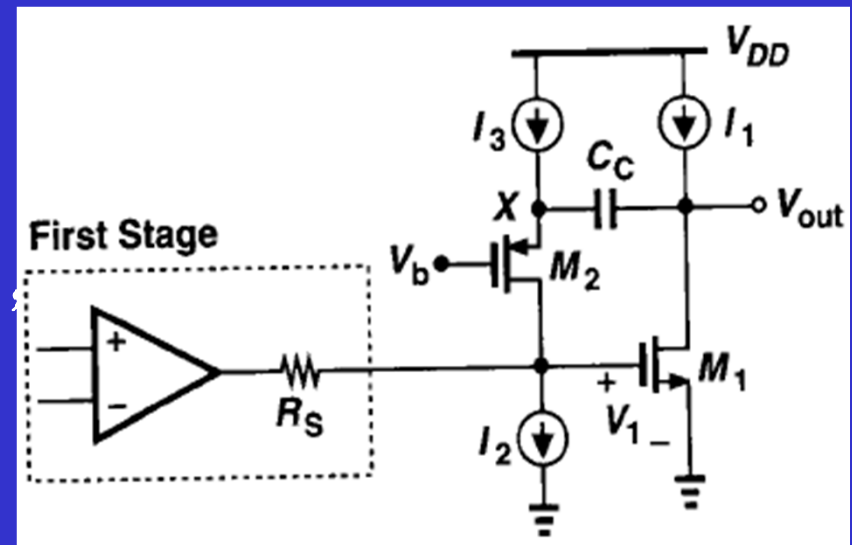 V_DD
I_3
I_1
C_C
X
V_out
First Stage
V_b
M_2
+
−
R_S
+
V_1
−
M_1
I_2